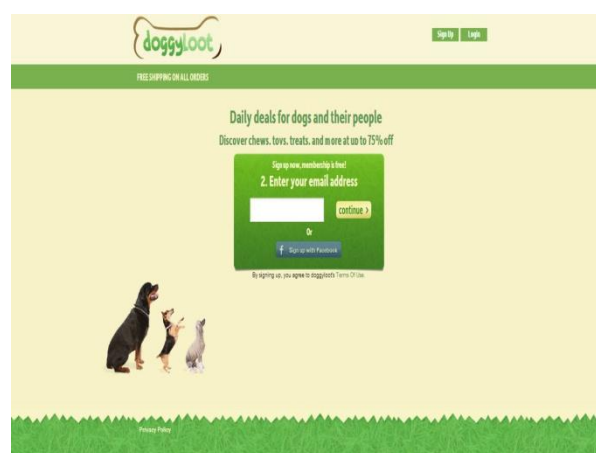 doggyloot
Sign Up Login
FREE SHIPPING ON ALL ORDERS
Daily deals for dogs and their people
Discover chews, toys, treats, and more at up to 75% off
Sign up now, membership is free!
2. Enter your email address
continue >
Or
f Sign up with Facebook
By signing up, you agree to doggyloot's Terms Of Use
Privacy Policy